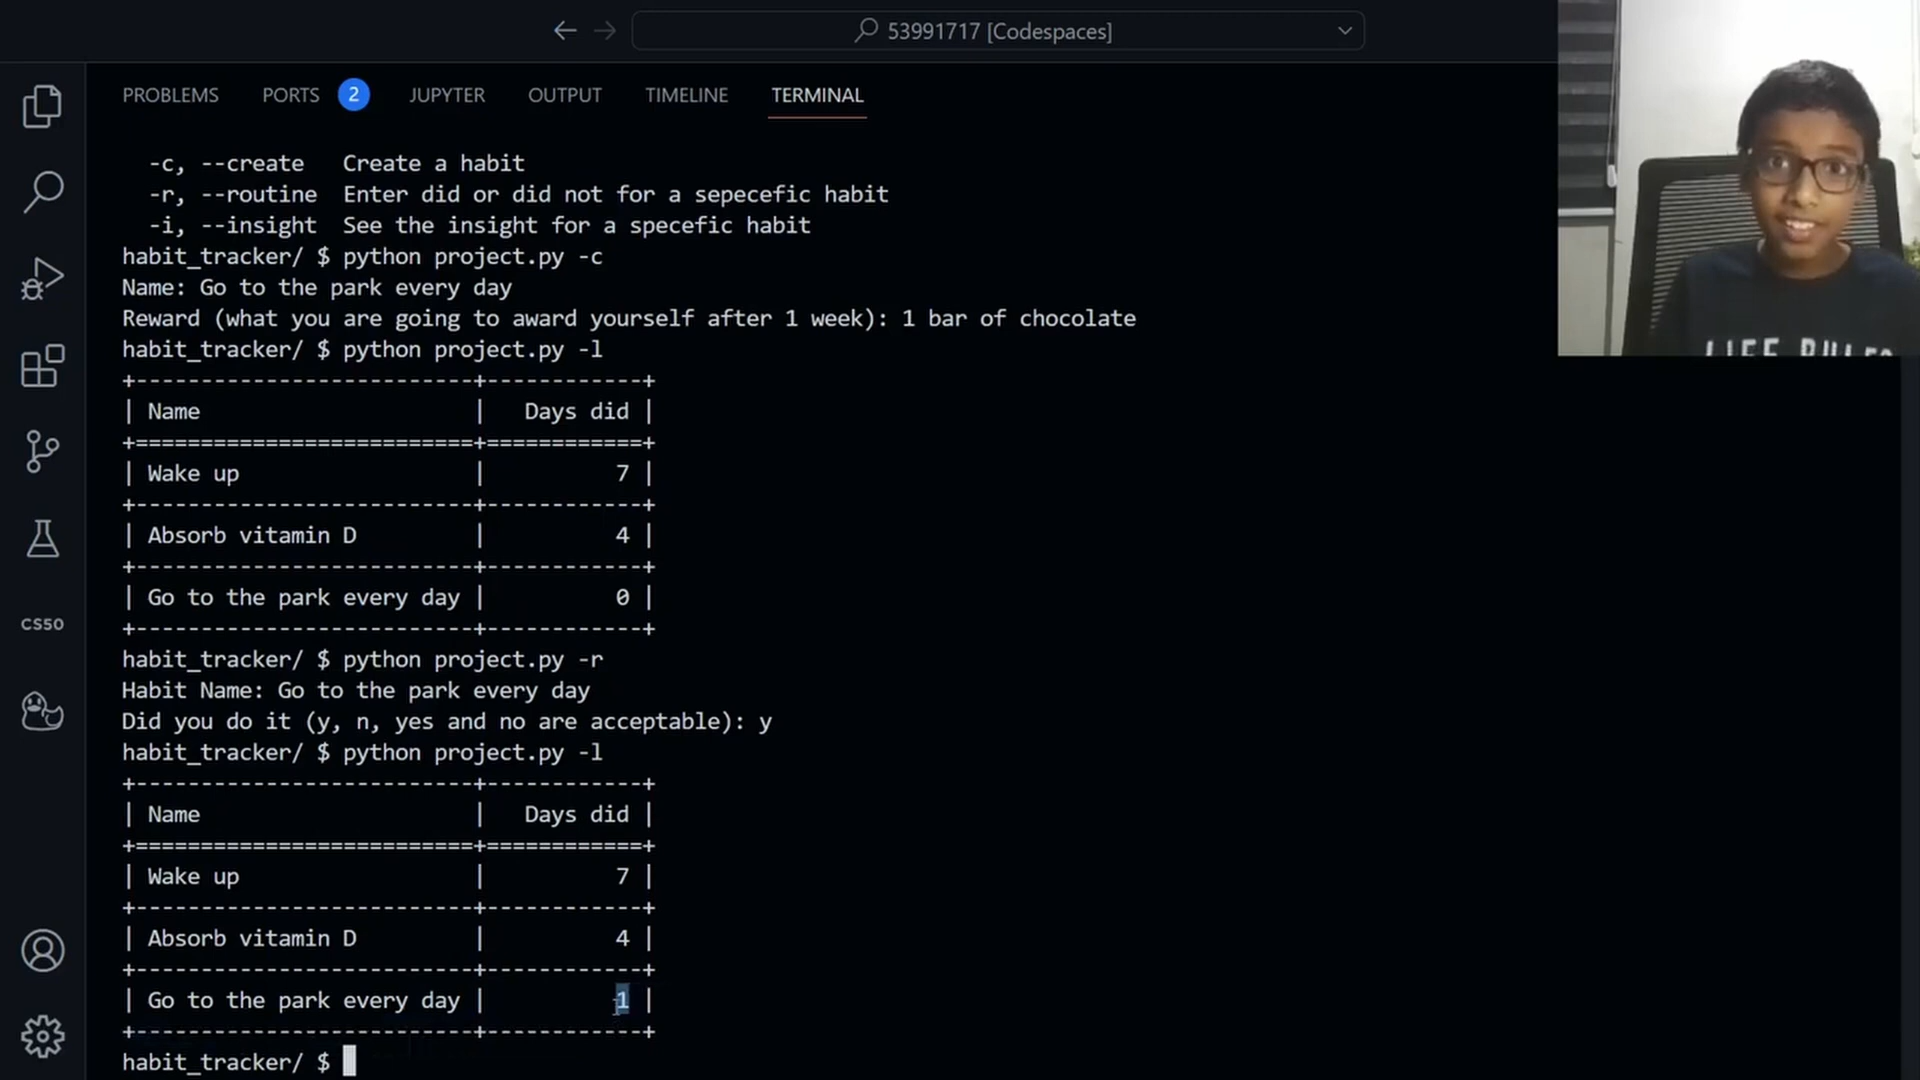 53991717 [Codespaces]
PROBLEMS PORTS 2 JUPYTER OUTPUT TIMELINE TERMINAL
-c, --create Create a habit
-r, --routine Enter did or did not for a sepecefic habit
-i, --insight See the insight for a specefic habit
habit_tracker/ $ python project.py -c
Name: Go to the park every day
Reward (what you are going to award yourself after 1 week): 1 bar of chocolate
habit_tracker/ $ python project.py -l
+--------------------------+-------------+
| Name | Days did |
+==========================+=============+
| Wake up | 7 |
+--------------------------+-------------+
| Absorb vitamin D | 4 |
+--------------------------+-------------+
| Go to the park every day | 0 |
+--------------------------+-------------+
habit_tracker/ $ python project.py -r
Habit Name: Go to the park every day
Did you do it (y, n, yes and no are acceptable): y
habit_tracker/ $ python project.py -l
+--------------------------+-------------+
| Name | Days did |
+==========================+=============+
| Wake up | 7 |
+--------------------------+-------------+
| Absorb vitamin D | 4 |
+--------------------------+-------------+
| Go to the park every day | 1 |
+--------------------------+-------------+
habit_tracker/ $
CS50
LIFE RULES